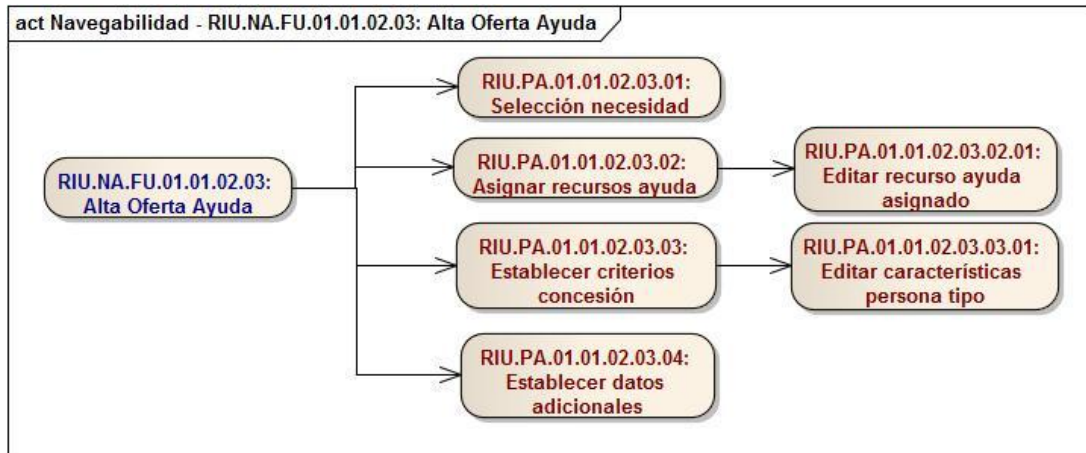 act Navegabilidad - RIU.NA.FU.01.01.02.03: Alta Oferta Ayuda
RIU.PA.01.01.02.03.01:
Selección necesidad
RIU.NA.FU.01.01.02.03:
Alta Oferta Ayuda
RIU.PA.01.01.02.03.02:
Asignar recursos ayuda
RIU.PA.01.01.02.03.02.01:
Editar recurso ayuda
asignado
RIU.PA.01.01.02.03.03:
Establecer criterios
concesión
RIU.PA.01.01.02.03.03.01:
Editar características
persona tipo
RIU.PA.01.01.02.03.04:
Establecer datos
adicionales